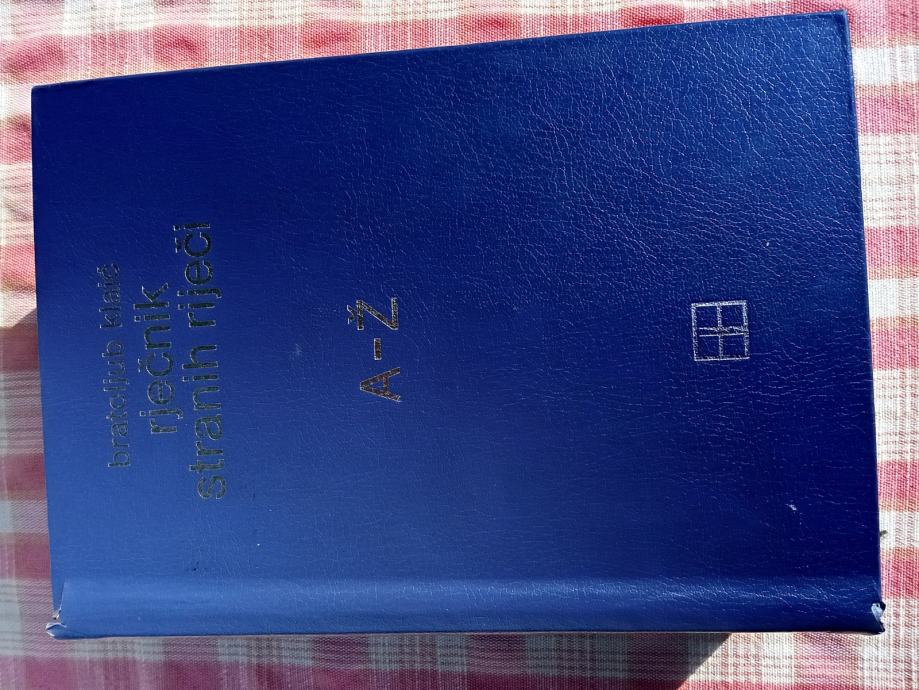 bratoljub klaić
rječnik
stranih riječi
A-Ž